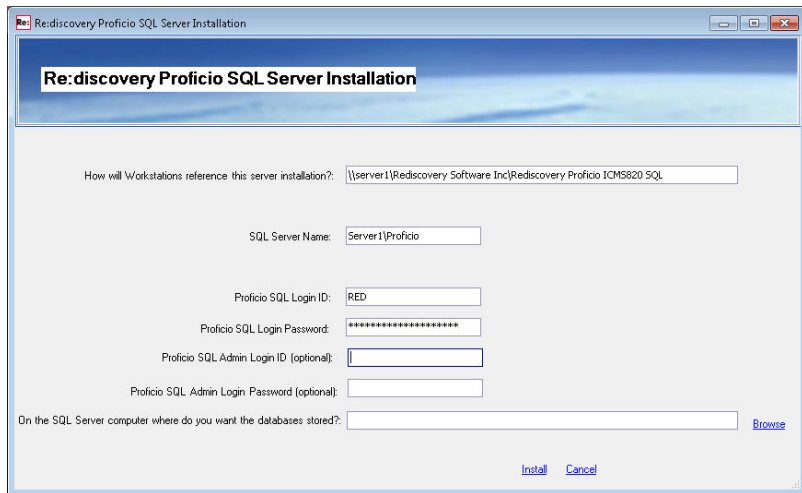 Re: Re:discovery Proficio SQL Server Installation
Re:discovery Proficio SQL Server Installation
How will Workstations reference this server installation?: \\server1\Rediscovery Software Inc\Rediscovery Proficio ICMS820 SQL
SQL Server Name: Server1\Proficio
Proficio SQL Login ID: RED
Proficio SQL Login Password: ********************
Proficio SQL Admin Login ID (optional):
Proficio SQL Admin Login Password (optional):
On the SQL Server computer where do you want the databases stored?: Browse
Install Cancel